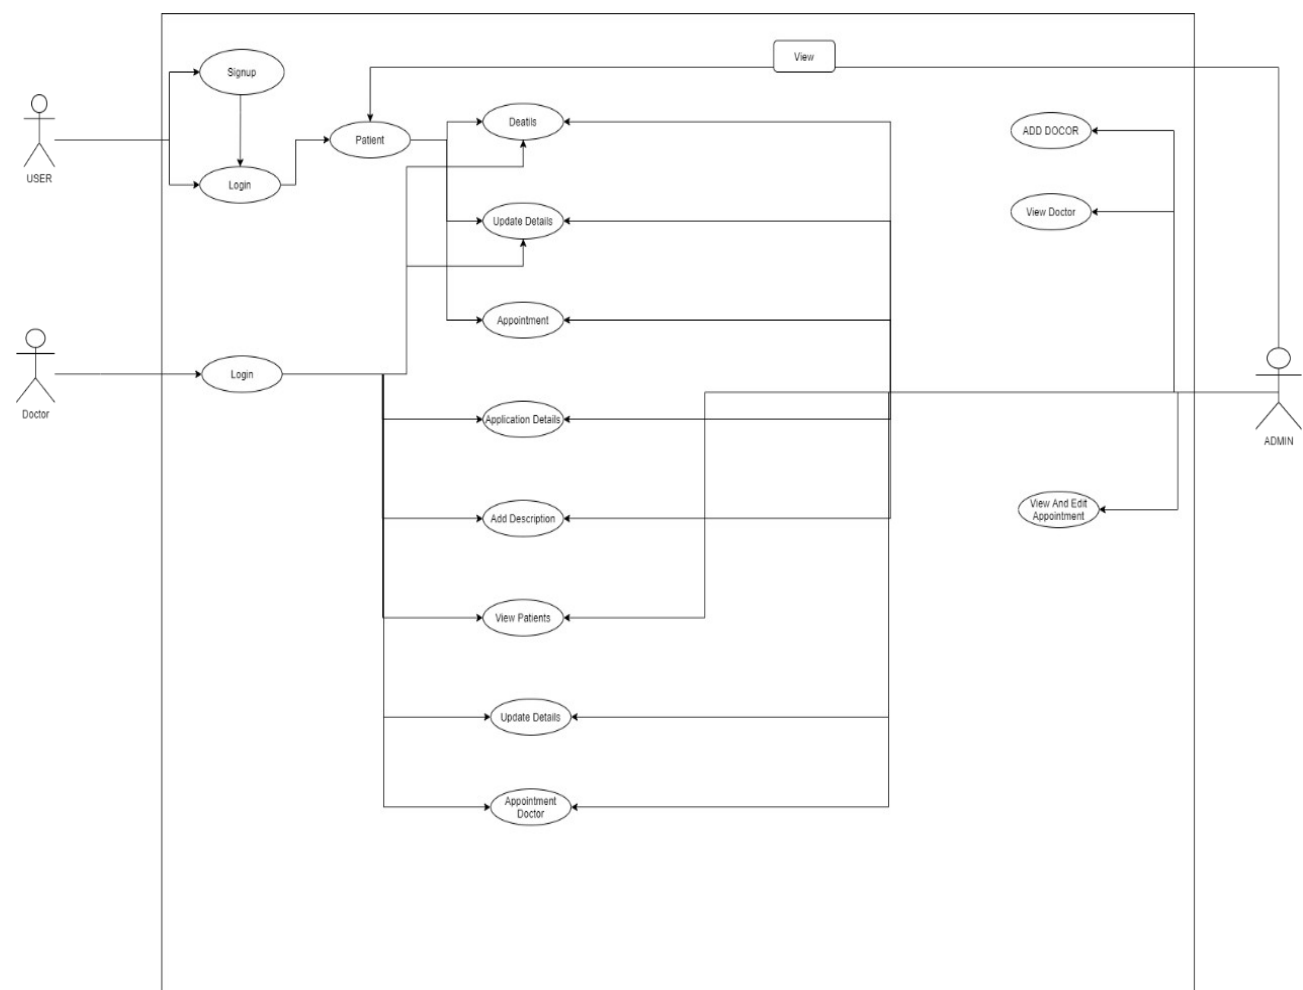 View
Signup
Deatils
ADD DOCOR
Patient
USER
Login
View Doctor
Update Details
Appointment
Login
Doctor
Application Details
ADMIN
View And Edit
Appointment
Add Description
View Patients
Update Details
Appointment
Doctor